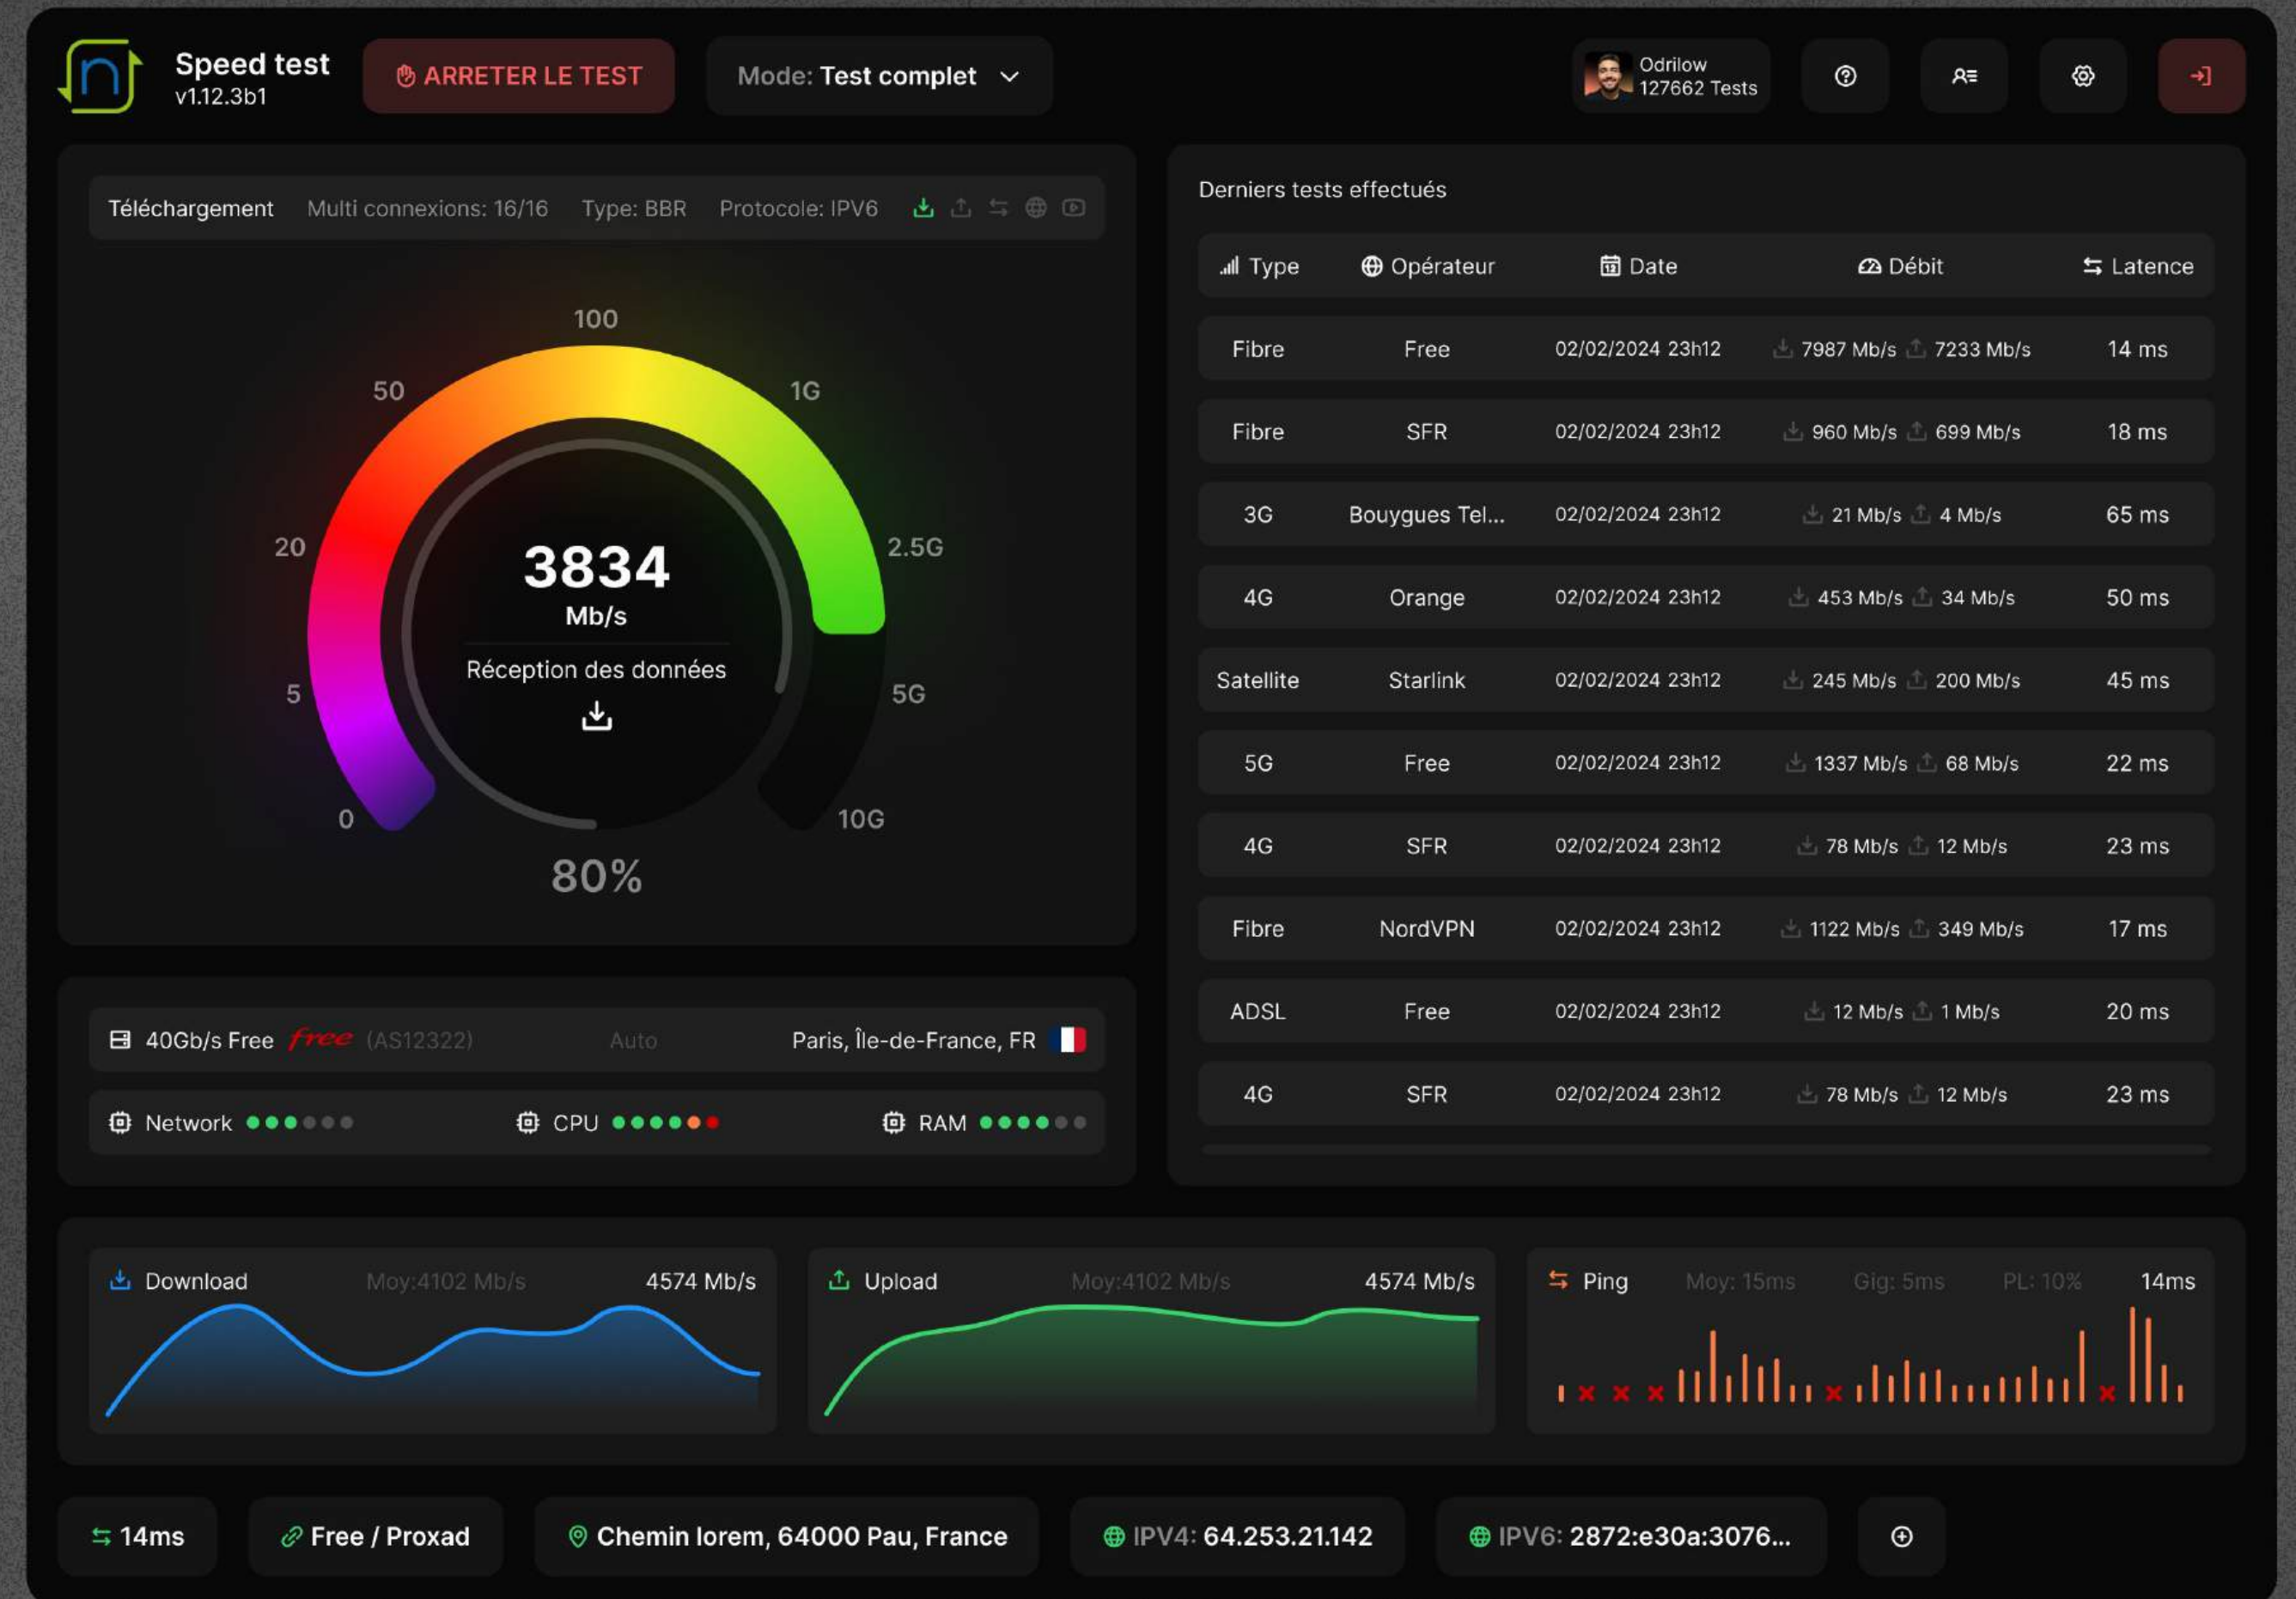 n
Speed test
v1.12.3b1
ARRETER LE TEST
Mode: Test complet
Odrilow
127662 Tests
Téléchargement Multi connexions: 16/16 Type: BBR Protocole: IPV6
0
5
20
50
100
1G
2.5G
5G
10G
3834
Mb/s
Réception des données
80%
40Gb/s Free free (AS12322) Auto Paris, Île-de-France, FR
Network CPU RAM
Derniers tests effectués
Type Opérateur 12 Date Débit Latence
Fibre Free 02/02/2024 23h12 7987 Mb/s 7233 Mb/s 14 ms
Fibre SFR 02/02/2024 23h12 960 Mb/s 699 Mb/s 18 ms
3G Bouygues Tel... 02/02/2024 23h12 21 Mb/s 4 Mb/s 65 ms
4G Orange 02/02/2024 23h12 453 Mb/s 34 Mb/s 50 ms
Satellite Starlink 02/02/2024 23h12 245 Mb/s 200 Mb/s 45 ms
5G Free 02/02/2024 23h12 1337 Mb/s 68 Mb/s 22 ms
4G SFR 02/02/2024 23h12 78 Mb/s 12 Mb/s 23 ms
Fibre NordVPN 02/02/2024 23h12 1122 Mb/s 349 Mb/s 17 ms
ADSL Free 02/02/2024 23h12 12 Mb/s 1 Mb/s 20 ms
4G SFR 02/02/2024 23h12 78 Mb/s 12 Mb/s 23 ms
Download Moy:4102 Mb/s 4574 Mb/s
Upload Moy:4102 Mb/s 4574 Mb/s
Ping Moy: 15ms Gig: 5ms PL: 10% 14ms
14ms
Free / Proxad
Chemin lorem, 64000 Pau, France
IPV4: 64.253.21.142
IPV6: 2872:e30a:3076...